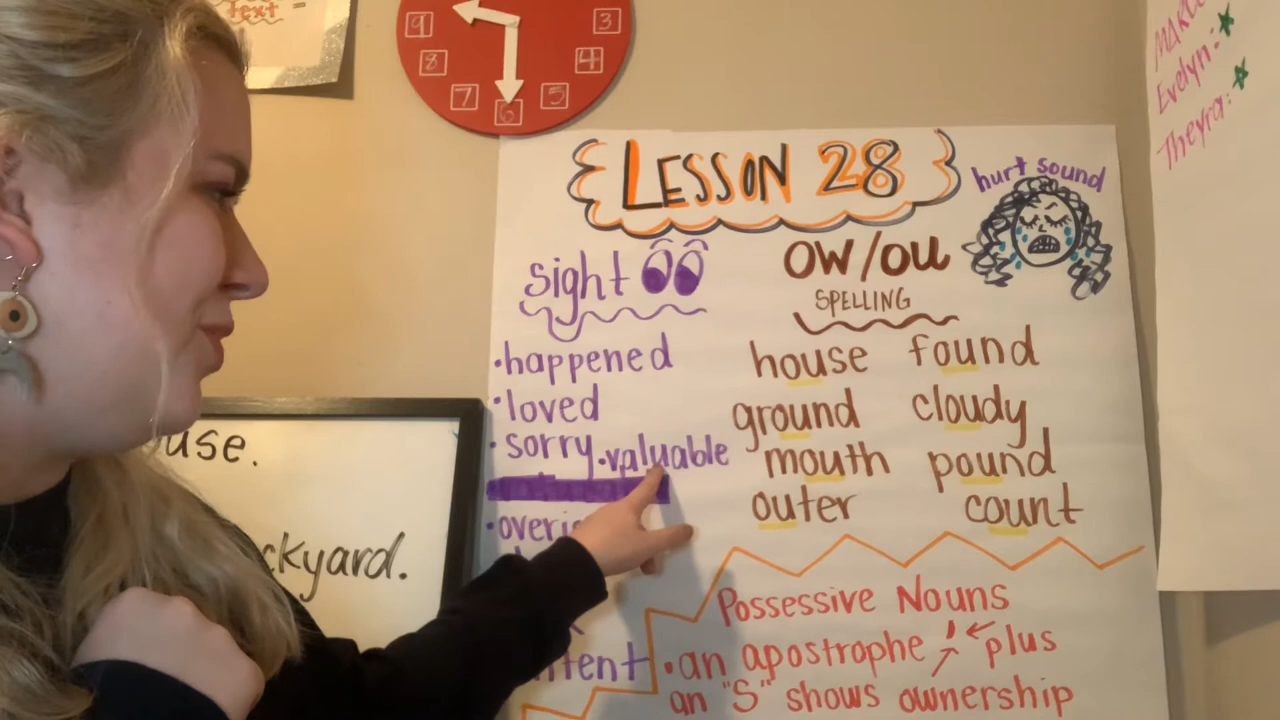 text
9
3
8
4
7
6
5
MARCO
Evelyn:
Theyra:
LESSON 28
hurt sound
sight
• happened
• loved
• sorry
• valuable
ow/ou
SPELLING
house found
ground cloudy
mouth pound
outer count
Possessive Nouns
• an apostrophe ' ← plus
an "S" shows ownership